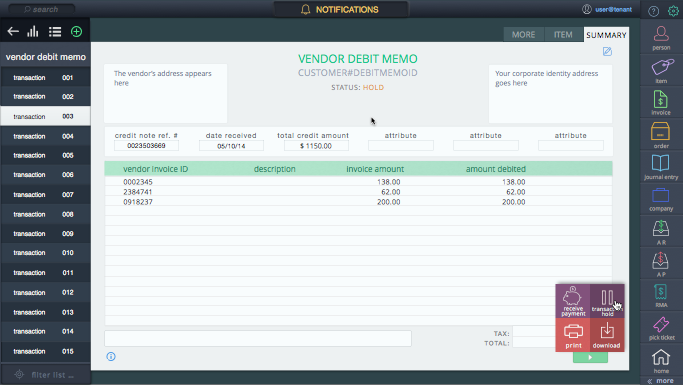 search
NOTIFICATIONS
user@tenant
MORE
ITEM
SUMMARY
vendor debit memo
transaction 001
transaction 002
transaction 003
transaction 004
transaction 005
transaction 006
transaction 007
transaction 008
transaction 009
transaction 010
transaction 011
transaction 012
transaction 013
transaction 014
transaction 015
filter list ...
VENDOR DEBIT MEMO
CUSTOMER#DEBITMEMOID
STATUS: HOLD
The vendor's address appears
here
Your corporate identity address
goes here
credit note ref. # date received total credit amount attribute attribute attribute
0023503669 05/10/14 $ 1150.00
vendor invoice ID description invoice amount amount debited
0002345 138.00 138.00
2384741 62.00 62.00
0918237 200.00 200.00
TAX:
TOTAL:
receive
payment
transaction
hold
print
download
person
item
invoice
order
journal entry
company
A R
A P
RMA
pick ticket
home
« more